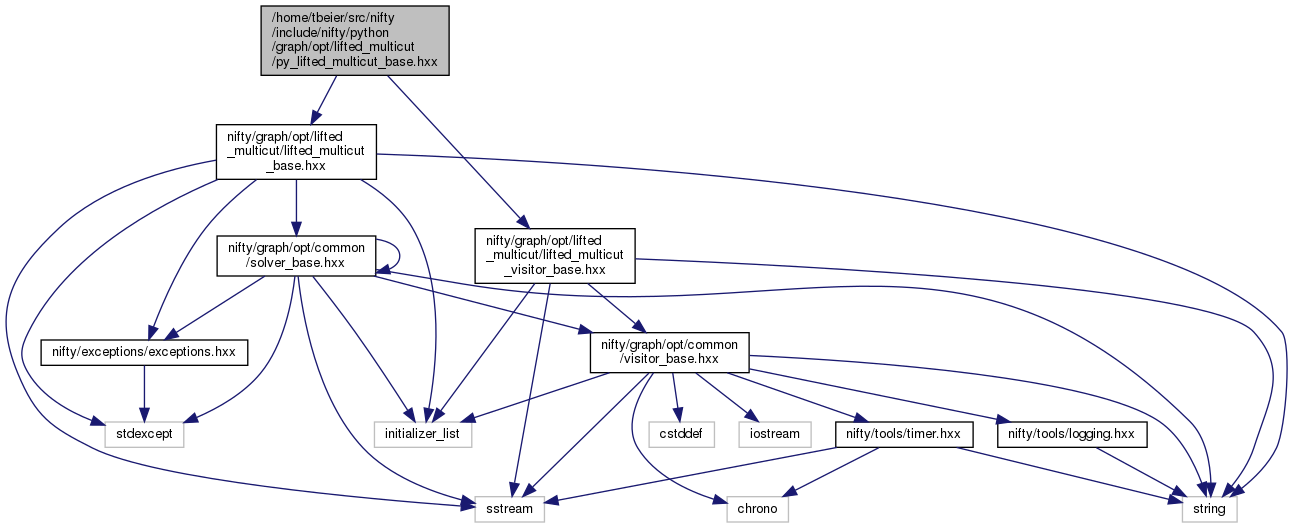 /home/tbeier/src/nifty
/include/nifty/python
/graph/opt/lifted_multicut
/py_lifted_multicut_base.hxx
nifty/graph/opt/lifted
_multicut/lifted_multicut
_base.hxx
nifty/graph/opt/lifted
_multicut/lifted_multicut
_visitor_base.hxx
nifty/graph/opt/common
/solver_base.hxx
nifty/exceptions/exceptions.hxx
nifty/graph/opt/common
/visitor_base.hxx
stdexcept
initializer_list
cstddef
iostream
nifty/tools/timer.hxx
nifty/tools/logging.hxx
sstream
chrono
string